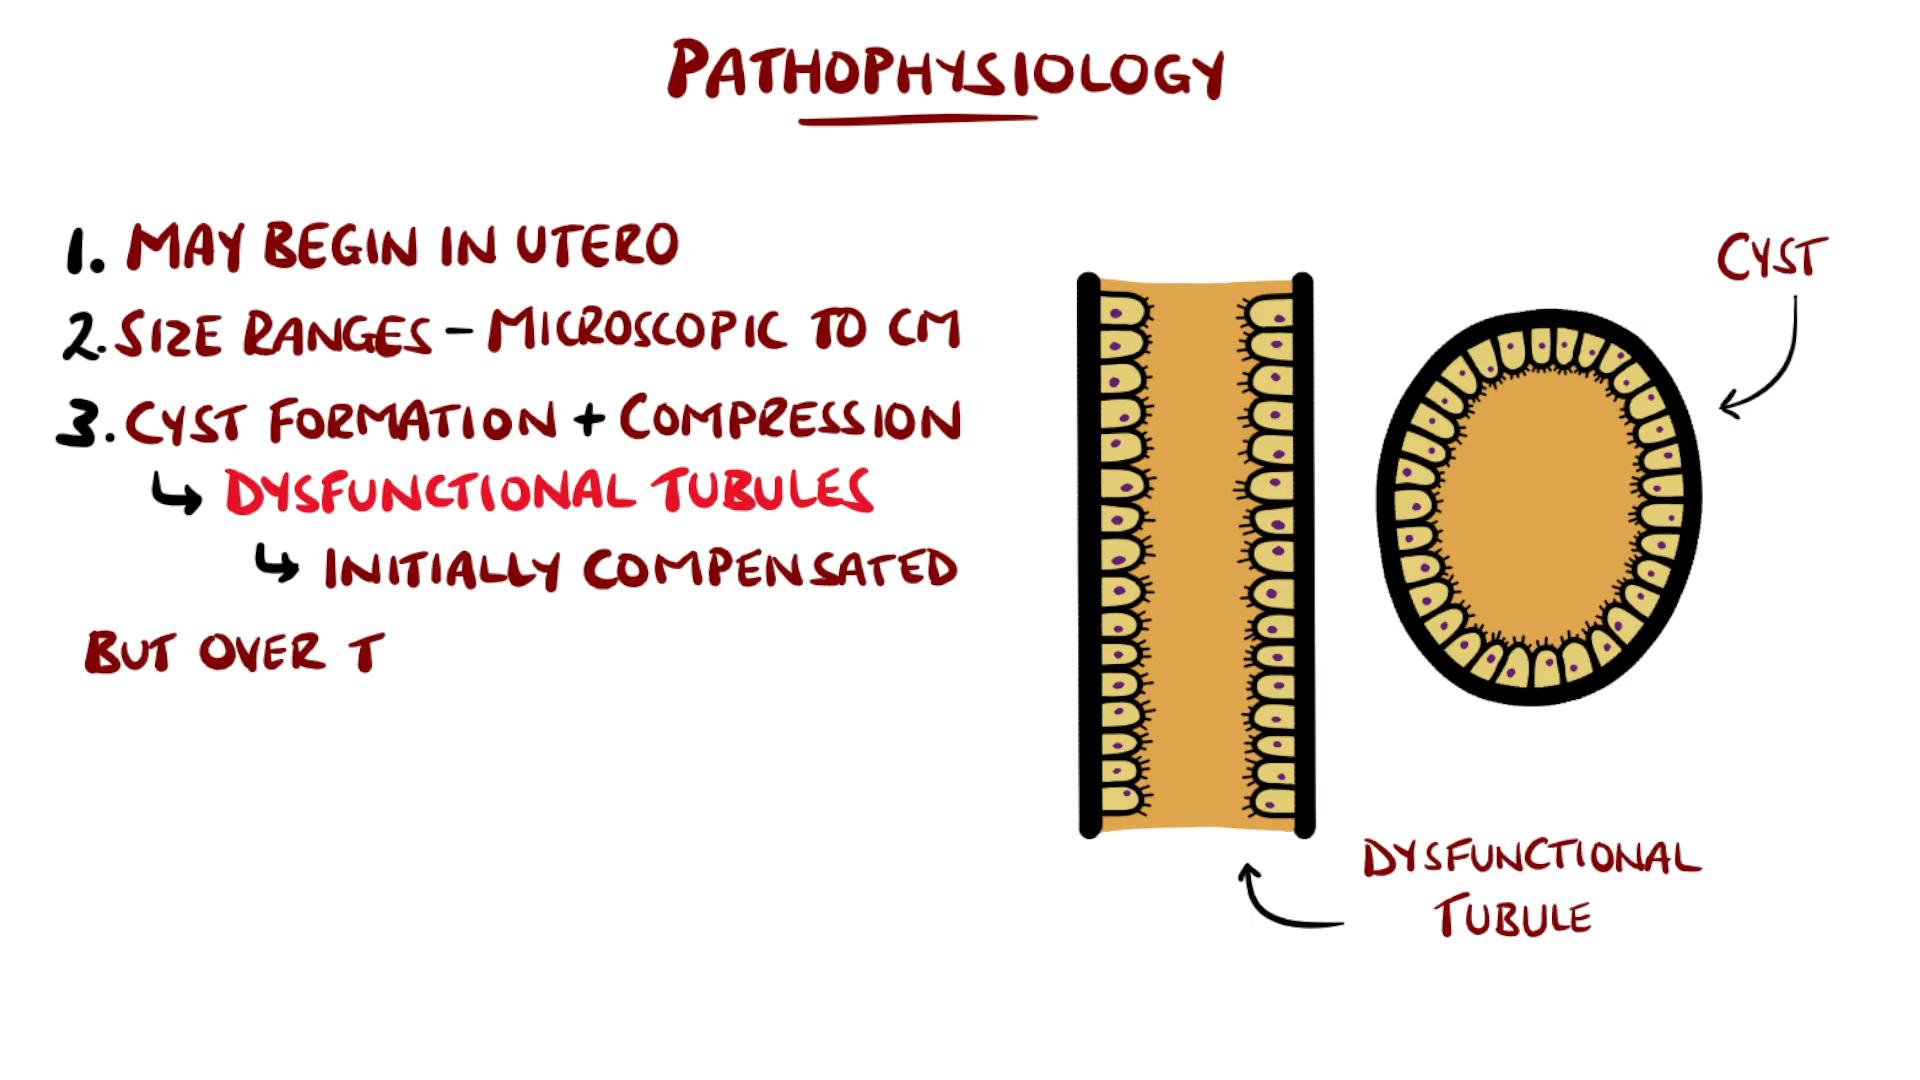 PATHOPHYSIOLOGY
1. MAY BEGIN IN UTERO
2. SIZE RANGES - MICROSCOPIC TO CM
3. CYST FORMATION + COMPRESSION
↳ DYSFUNCTIONAL TUBULES
↳ INITIALLY COMPENSATED
BUT OVER T
CYST
DYSFUNCTIONAL
TUBULE